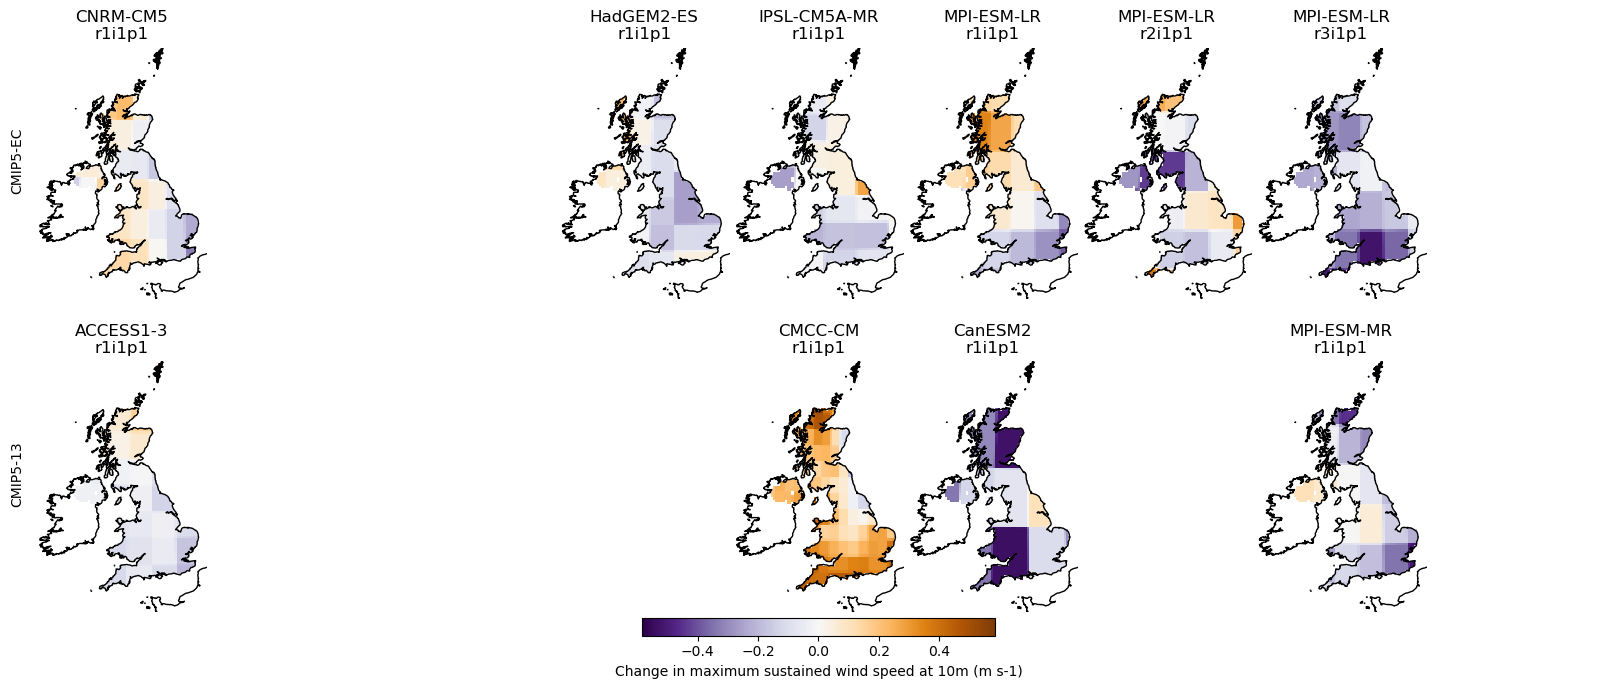 CNRM-CM5
r1i1p1
HadGEM2-ES
r1i1p1
IPSL-CM5A-MR
r1i1p1
MPI-ESM-LR
r1i1p1
MPI-ESM-LR
r2i1p1
MPI-ESM-LR
r3i1p1
CMIP5-EC
ACCESS1-3
r1i1p1
CMCC-CM
r1i1p1
CanESM2
r1i1p1
MPI-ESM-MR
r1i1p1
CMIP5-13
−0.4 −0.2 0.0 0.2 0.4
Change in maximum sustained wind speed at 10m (m s-1)